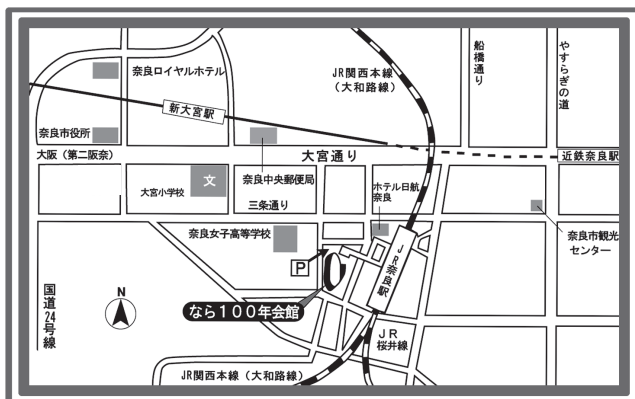 奈良ロイヤルホテル
JR関西本線
(大和路線)
船橋通り
やすらぎの道
新大宮駅
奈良市役所
大阪(第二阪奈)
大宮通り
近鉄奈良駅
文
大宮小学校
奈良中央郵便局
三条通り
ホテル日航
奈良
奈良女子高等学校
奈良市観光
センター
P
JR奈良駅
国道24号線
N
なら100年会館
JR
桜井線
JR関西本線(大和路線)